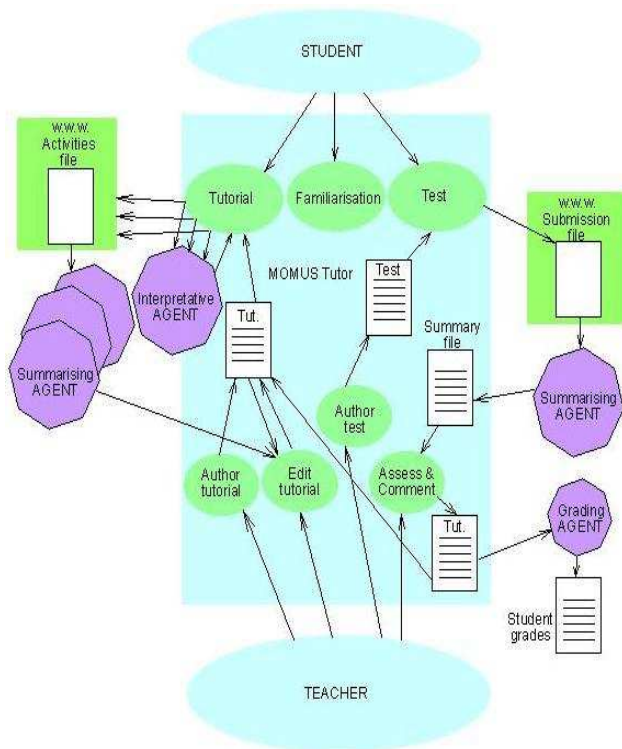 STUDENT
w.w.w.
Activities
file
Tutorial
Familiarisation
Test
w.w.w.
Submission
file
MOMUS Tutor
Test
Interpretative
AGENT
Tut.
Summary
file
Summarising
AGENT
Summarising
AGENT
Author
test
Author
tutorial
Edit
tutorial
Assess &
Comment
Grading
AGENT
Tut.
Student
grades
TEACHER